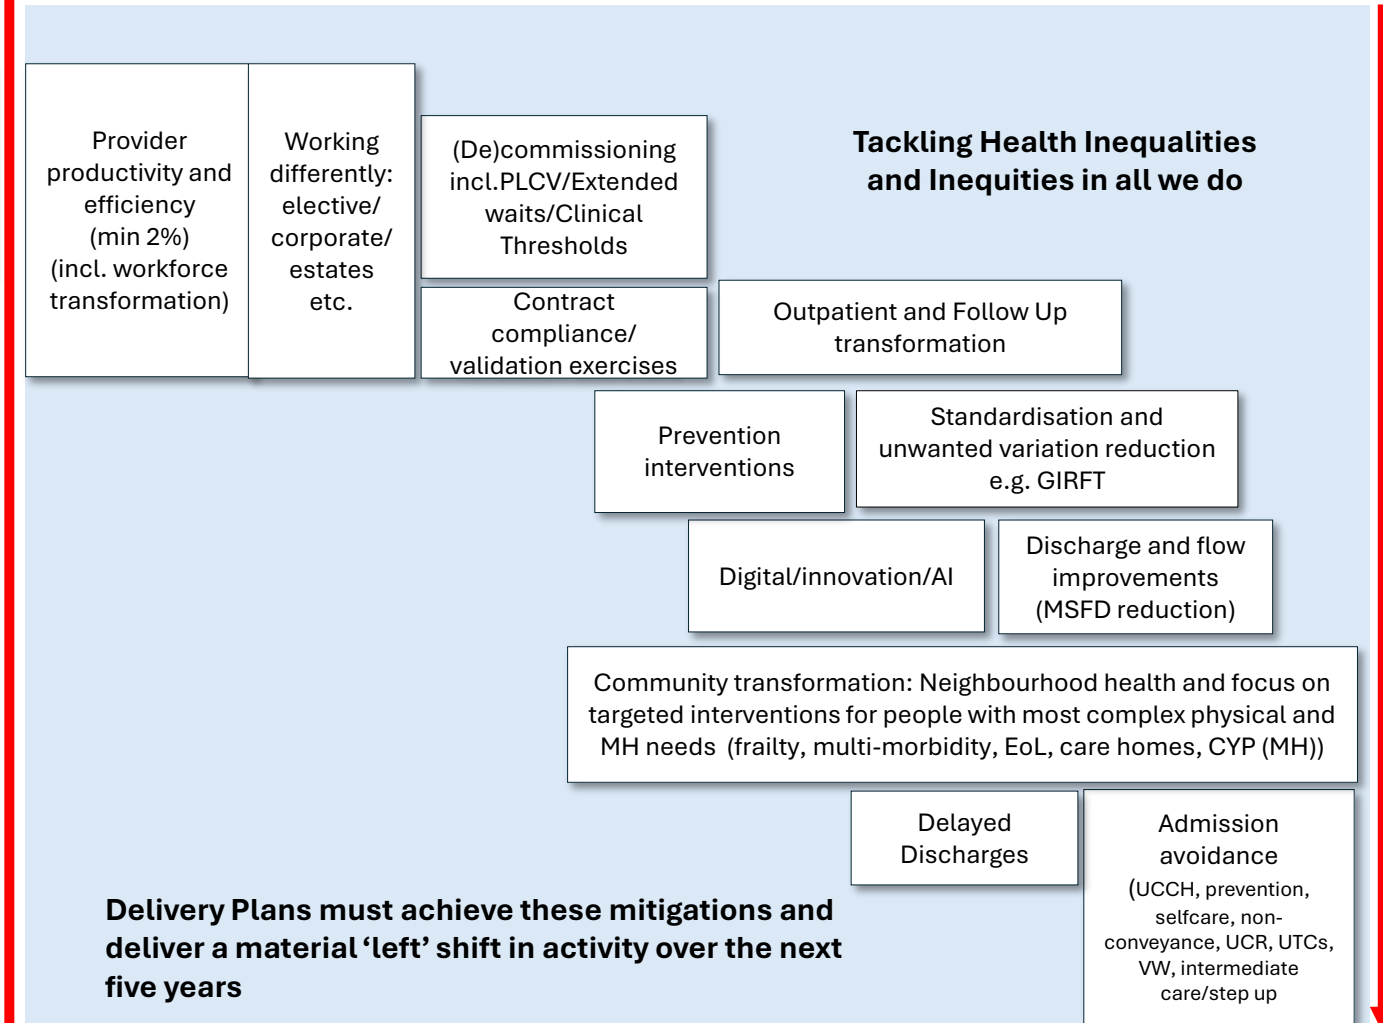 Provider
productivity and
efficiency
(min 2%)
(incl. workforce
transformation)
Working
differently:
elective/
corporate/
estates
etc.
(De)commissioning
incl.PLCV/Extended
waits/Clinical
Thresholds
Tackling Health Inequalities
and Inequities in all we do
Contract
compliance/
validation exercises
Outpatient and Follow Up
transformation
Prevention
interventions
Standardisation and
unwanted variation reduction
e.g. GIRFT
Digital/innovation/AI
Discharge and flow
improvements
(MSFD reduction)
Community transformation: Neighbourhood health and focus on
targeted interventions for people with most complex physical and
MH needs (frailty, multi-morbidity, EoL, care homes, CYP (MH))
Delayed
Discharges
Admission
avoidance
(UCCH, prevention,
selfcare, non-
conveyance, UCR, UTCs,
VW, intermediate
care/step up
Delivery Plans must achieve these mitigations and
deliver a material ‘left’ shift in activity over the next
five years